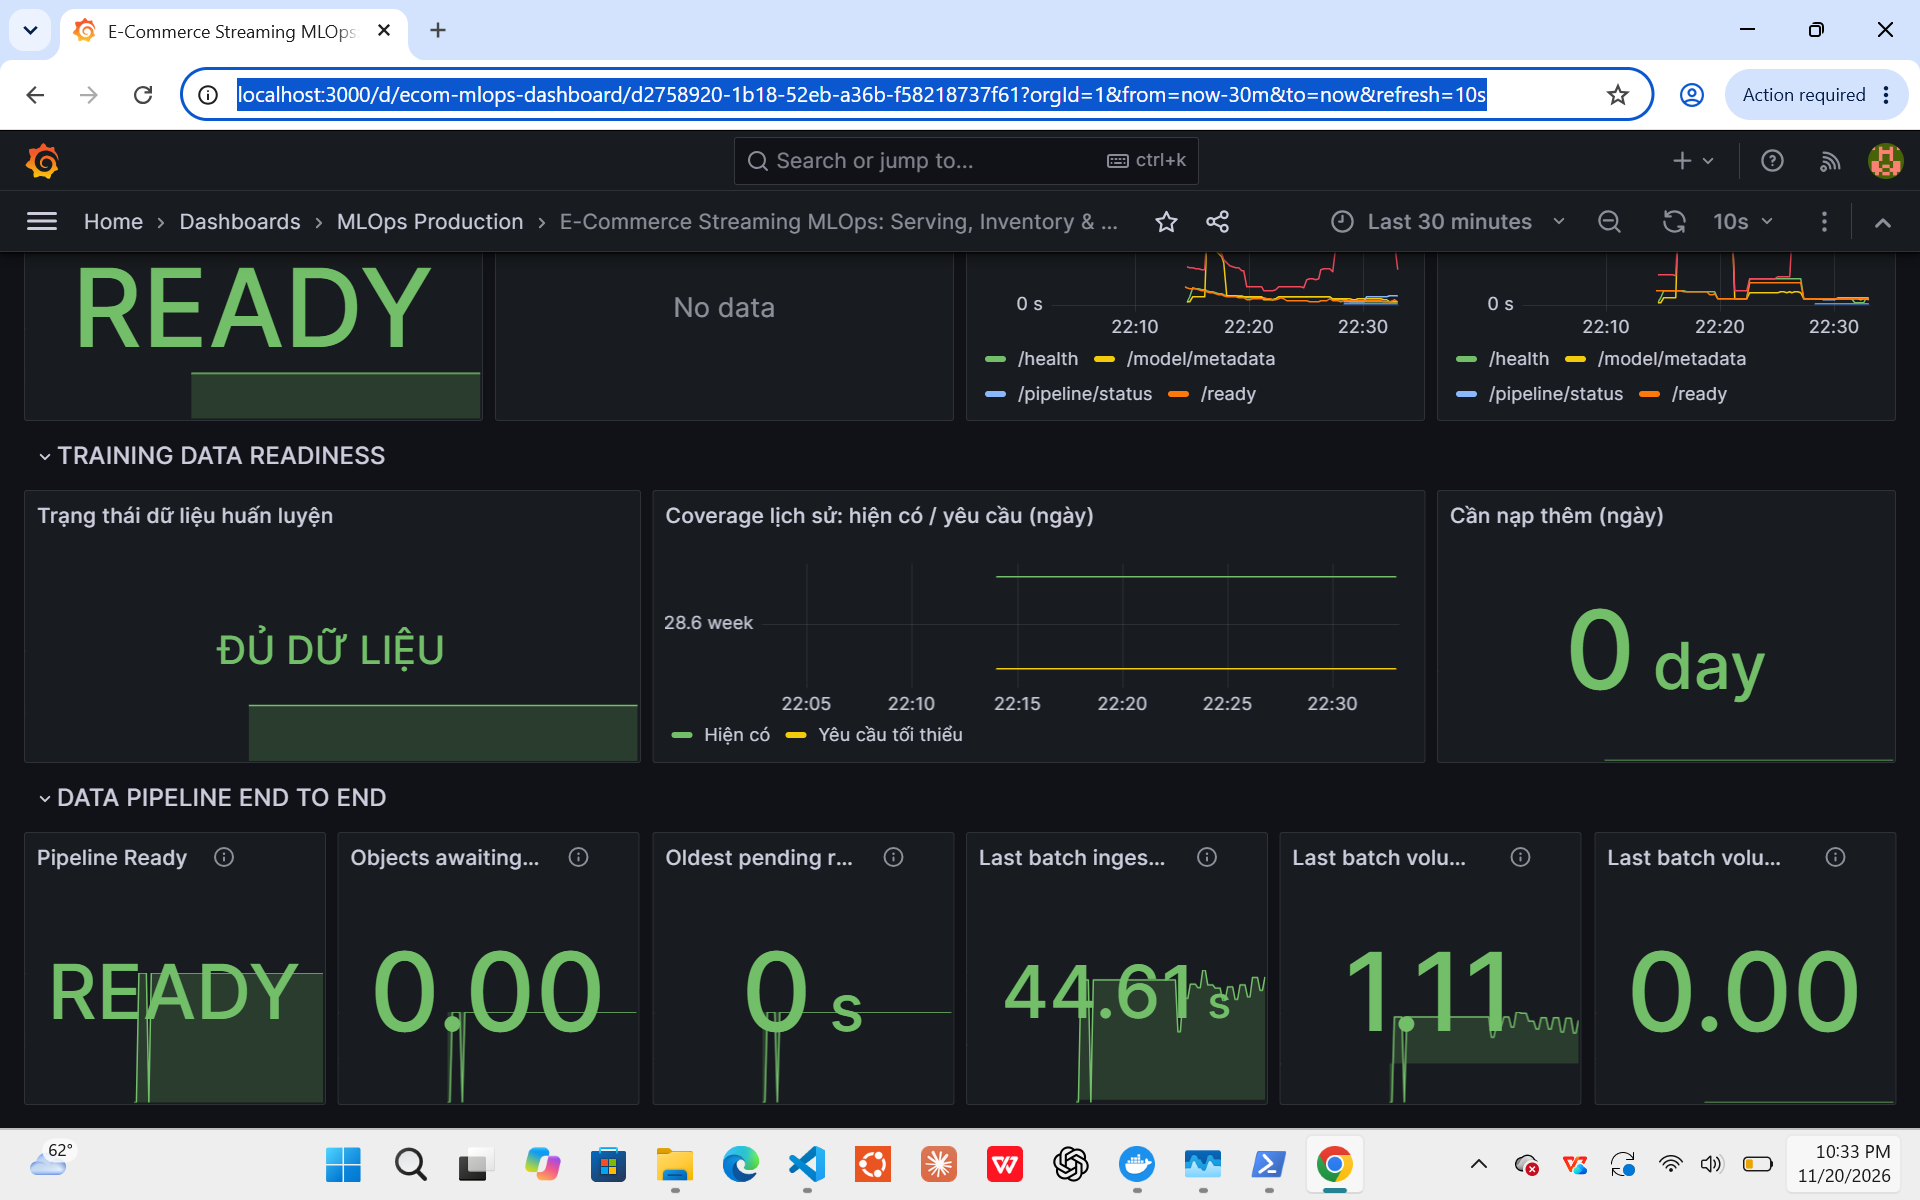 E-Commerce Streaming MLOps
localhost:3000/d/ecom-mlops-dashboard/d2758920-1b18-52eb-a36b-f58218737f61?orgId=1&from=now-30m&to=now&refresh=10s
Action required
Search or jump to...
ctrl+k
Home › Dashboards › MLOps Production › E-Commerce Streaming MLOps: Serving, Inventory & ...
Last 30 minutes
10s
READY
No data
0 s
22:10 22:20 22:30
/health /model/metadata
/pipeline/status /ready
0 s
22:10 22:20 22:30
/health /model/metadata
/pipeline/status /ready
TRAINING DATA READINESS
Trạng thái dữ liệu huấn luyện
ĐỦ DỮ LIỆU
Coverage lịch sử: hiện có / yêu cầu (ngày)
28.6 week
22:05 22:10 22:15 22:20 22:25 22:30
Hiện có Yêu cầu tối thiểu
Cần nạp thêm (ngày)
0 day
DATA PIPELINE END TO END
Pipeline Ready
READY
Objects awaiting...
0.00
Oldest pending r...
0 s
Last batch inges...
44.61 s
Last batch volu...
111
Last batch volu...
0.00
62°
10:33 PM
11/20/2026